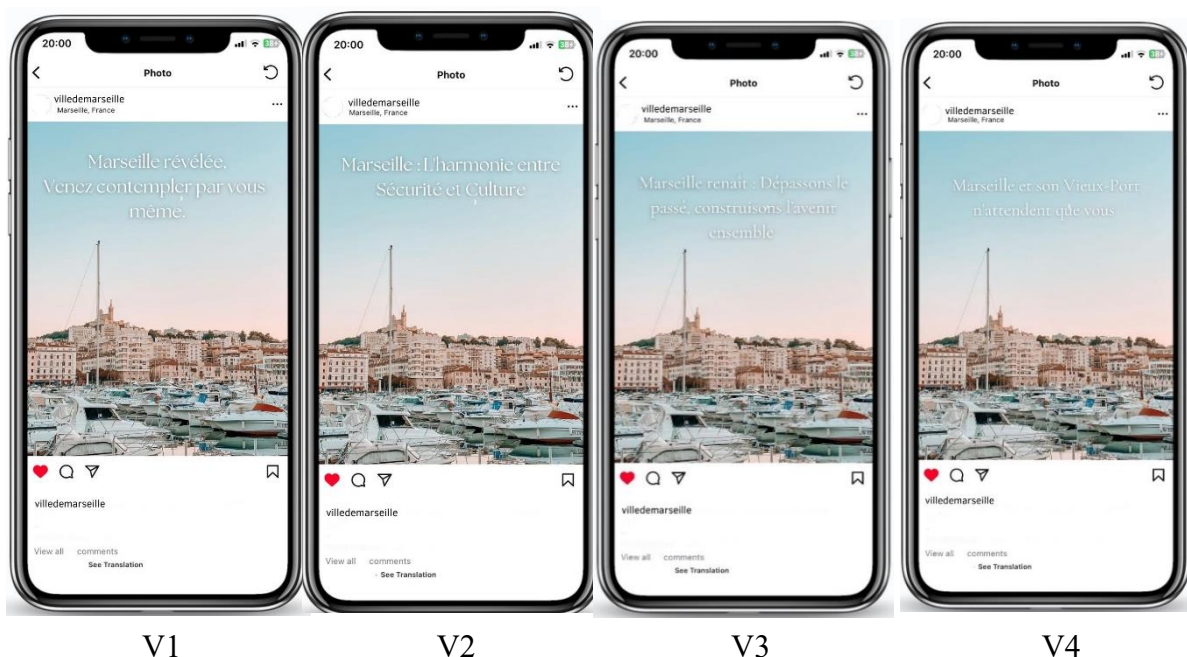 20:00
Photo
villedemarseille
Marseille, France
...
Marseille révélée.
Venez contempler par vous
même.
villedemarseille
View all comments
See Translation
V1
20:00
Photo
villedemarseille
Marseille, France
...
Marseille : L'harmonie entre
Sécurité et Culture
villedemarseille
View all comments
See Translation
V2
20:00
Photo
villedemarseille
Marseille, France
...
Marseille renait : Dépassons le
passé, construisons l'avenir
ensemble
villedemarseille
View all comments
See Translation
V3
20:00
Photo
villedemarseille
Marseille, France
...
Marseille et son Vieux-Port
n'attendent que vous
villedemarseille
View all comments
See Translation
V4